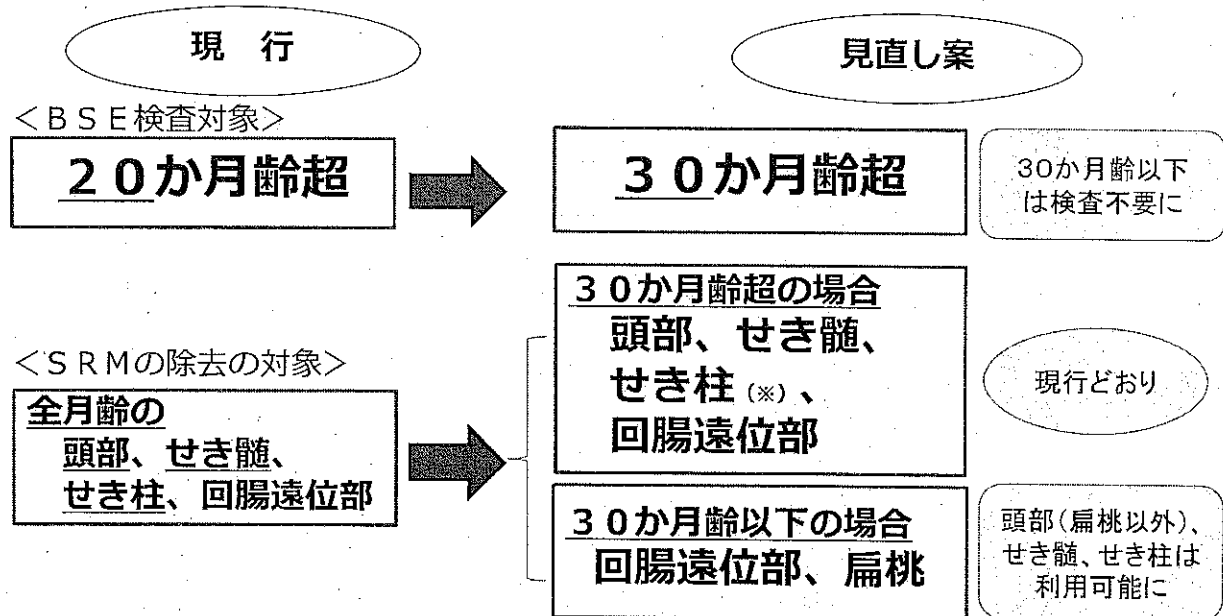 現 行
見直し案
＜ＢＳＥ検査対象＞
２０か月齢超
３０か月齢超
30か月齢以下
は検査不要に
＜ＳＲＭの除去の対象＞
全月齢の
頭部、せき髄、
せき柱、回腸遠位部
３０か月齢超の場合
頭部、せき髄、
せき柱（※）、
回腸遠位部
現行どおり
３０か月齢以下の場合
回腸遠位部、扁桃
頭部（扁桃以外）、
せき髄、せき柱は
利用可能に